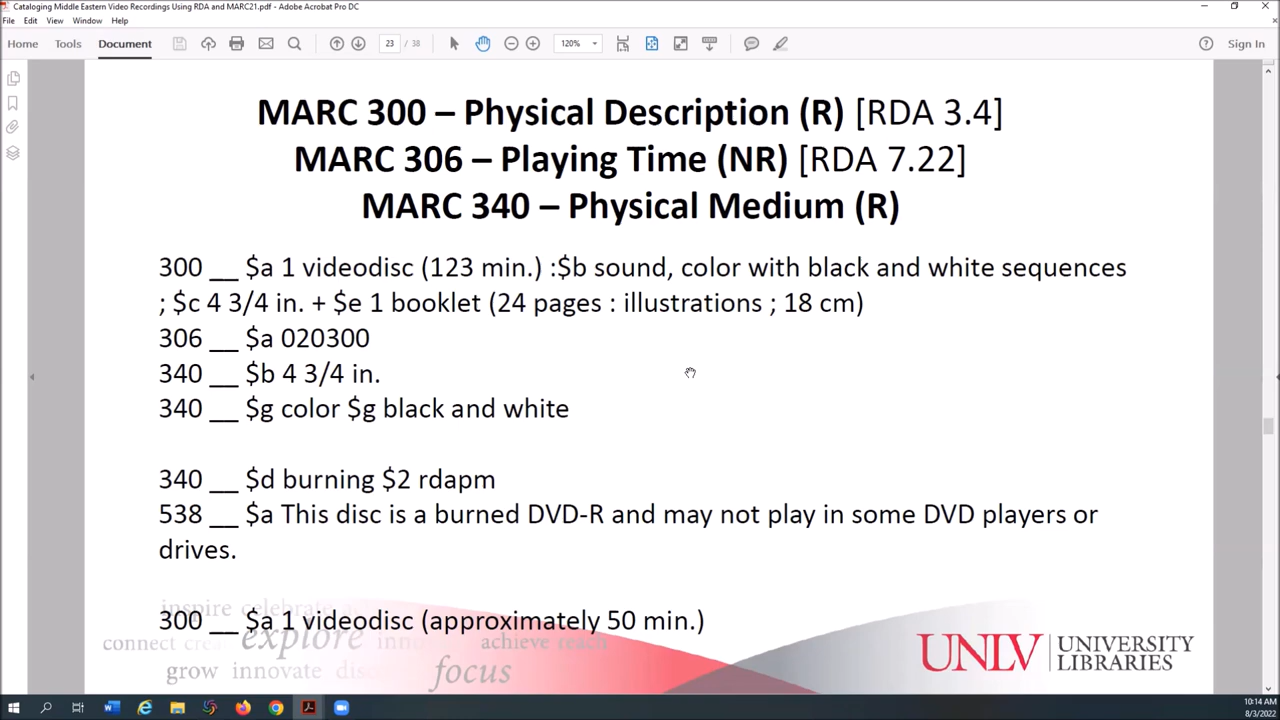 Cataloging Middle Eastern Video Recordings Using RDA and MARC21.pdf - Adobe Acrobat Pro DC
File Edit View Window Help
Home Tools Document 23 / 38 120% Sign In
MARC 300 – Physical Description (R) [RDA 3.4]
MARC 306 – Playing Time (NR) [RDA 7.22]
MARC 340 – Physical Medium (R)
300 __ $a 1 videodisc (123 min.) :$b sound, color with black and white sequences
; $c 4 3/4 in. + $e 1 booklet (24 pages : illustrations ; 18 cm)
306 __ $a 020300
340 __ $b 4 3/4 in.
340 __ $g color $g black and white
340 __ $d burning $2 rdapm
538 __ $a This disc is a burned DVD-R and may not play in some DVD players or
drives.
inspire celebrate
300 __ $a 1 videodisc (approximately 50 min.)
connect explore achieve reach
grow innovate focus
UNLV UNIVERSITY
LIBRARIES
10:14 AM
8/3/2022